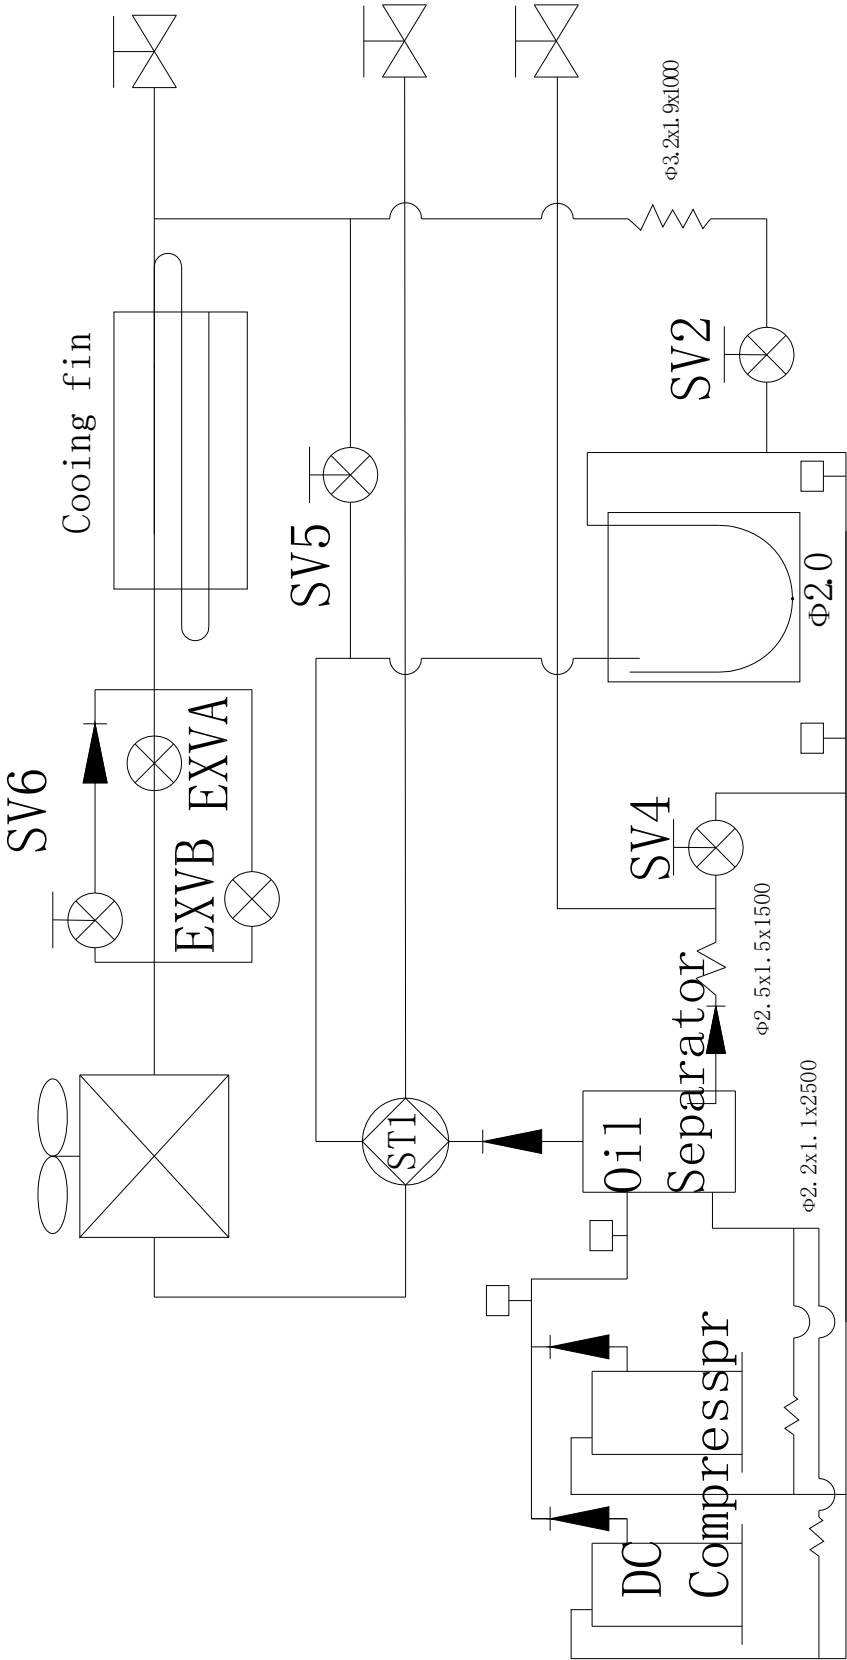 Φ3.2x1.9x1000
Cooing fin
SV2
SV5
Φ2.0
SV6
EXVA
EXVB
SV4
Φ2.5x1.5x1500
Oil
Separator
ST1
Φ2.2x1.1x2500
DC
Compresspr